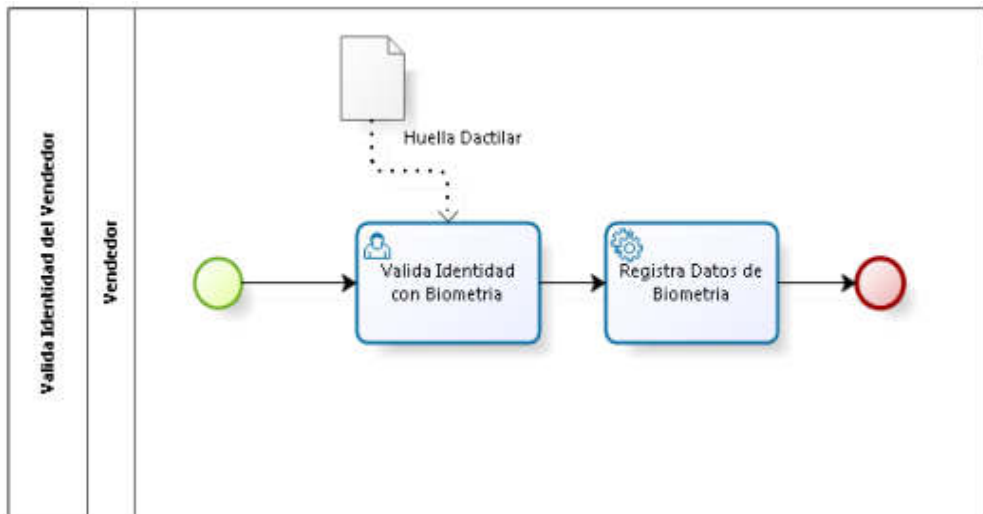 Valida Identidad del Vendedor
Vendedor
Huella Dactilar
Valida Identidad
con Biometria
Registra Datos de
Biometria